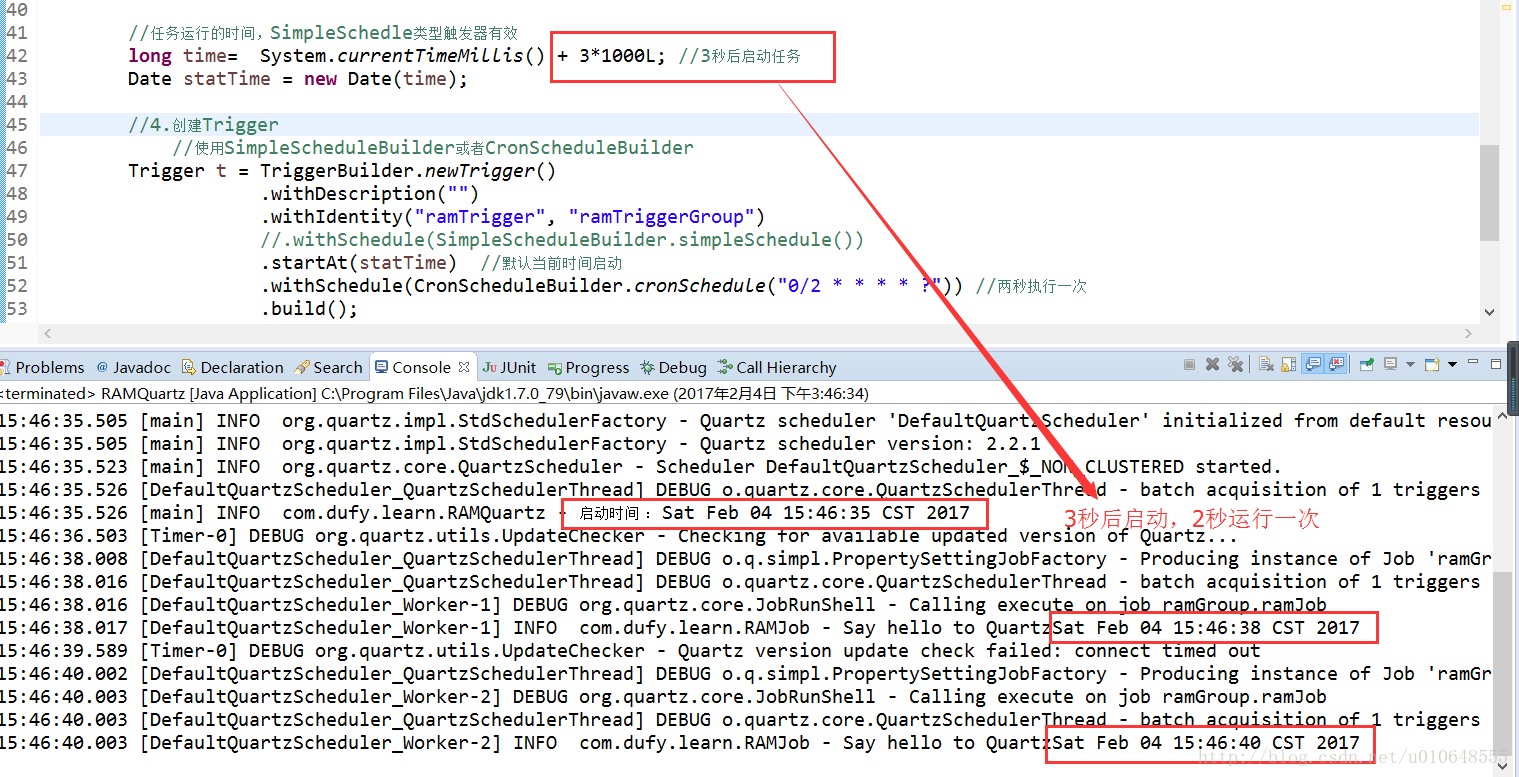 40
41 //任务运行的时间，SimpleSchedle类型触发器有效
42 long time=  System.currentTimeMillis() + 3*1000L; //3秒后启动任务
43 Date statTime = new Date(time);
44
45 //4.创建Trigger
46 //使用SimpleScheduleBuilder或者CronScheduleBuilder
47 Trigger t = TriggerBuilder.newTrigger()
48 .withDescription("")
49 .withIdentity("ramTrigger", "ramTriggerGroup")
50 //.withSchedule(SimpleScheduleBuilder.simpleSchedule())
51 .startAt(statTime)  //默认当前时间启动
52 .withSchedule(CronScheduleBuilder.cronSchedule("0/2 * * * * ?")) //两秒执行一次
53 .build();
Problems @ Javadoc Declaration Search Console JUnit Progress Debug Call Hierarchy
<terminated> RAMQuartz [Java Application] C:\Program Files\Java\jdk1.7.0_79\bin\javaw.exe (2017年2月4日 下午3:46:34)
15:46:35.505 [main] INFO  org.quartz.impl.StdSchedulerFactory - Quartz scheduler 'DefaultQuartzScheduler' initialized from default resou
15:46:35.505 [main] INFO  org.quartz.impl.StdSchedulerFactory - Quartz scheduler version: 2.2.1
15:46:35.523 [main] INFO  org.quartz.core.QuartzScheduler - Scheduler DefaultQuartzScheduler_$_NON_CLUSTERED started.
15:46:35.526 [DefaultQuartzScheduler_QuartzSchedulerThread] DEBUG o.quartz.core.QuartzSchedulerThread - batch acquisition of 1 triggers
15:46:35.526 [main] INFO  com.dufy.learn.RAMQuartz - 启动时间 : Sat Feb 04 15:46:35 CST 2017
3秒后启动，2秒运行一次
15:46:36.503 [Timer-0] DEBUG org.quartz.utils.UpdateChecker - Checking for available updated version of Quartz...
15:46:38.008 [DefaultQuartzScheduler_QuartzSchedulerThread] DEBUG o.q.simpl.PropertySettingJobFactory - Producing instance of Job 'ramGr
15:46:38.016 [DefaultQuartzScheduler_QuartzSchedulerThread] DEBUG o.quartz.core.QuartzSchedulerThread - batch acquisition of 1 triggers
15:46:38.016 [DefaultQuartzScheduler_Worker-1] DEBUG org.quartz.core.JobRunShell - Calling execute on job ramGroup.ramJob
15:46:38.017 [DefaultQuartzScheduler_Worker-1] INFO  com.dufy.learn.RAMJob - Say hello to QuartzSat Feb 04 15:46:38 CST 2017
15:46:39.589 [Timer-0] DEBUG org.quartz.utils.UpdateChecker - Quartz version update check failed: connect timed out
15:46:40.002 [DefaultQuartzScheduler_QuartzSchedulerThread] DEBUG o.q.simpl.PropertySettingJobFactory - Producing instance of Job 'ramGr
15:46:40.003 [DefaultQuartzScheduler_Worker-2] DEBUG org.quartz.core.JobRunShell - Calling execute on job ramGroup.ramJob
15:46:40.003 [DefaultQuartzScheduler_QuartzSchedulerThread] DEBUG o.quartz.core.QuartzSchedulerThread - batch acquisition of 1 triggers
15:46:40.003 [DefaultQuartzScheduler_Worker-2] INFO  com.dufy.learn.RAMJob - Say hello to QuartzSat Feb 04 15:46:40 CST 2017
http://blog.csdn.net/u010648555